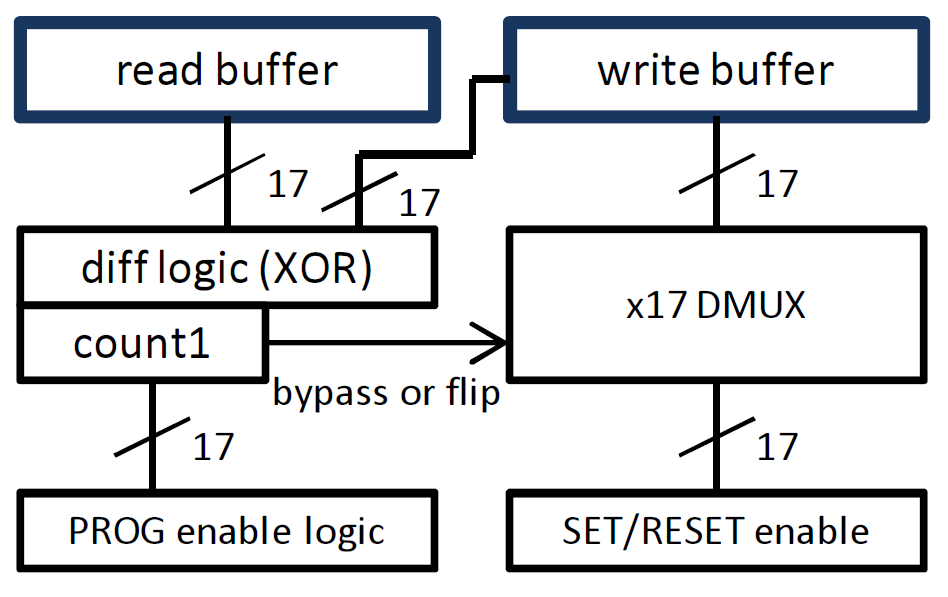 read buffer
write buffer
17
17
17
diff logic (XOR)
x17 DMUX
count1
bypass or flip
17
17
PROG enable logic
SET/RESET enable